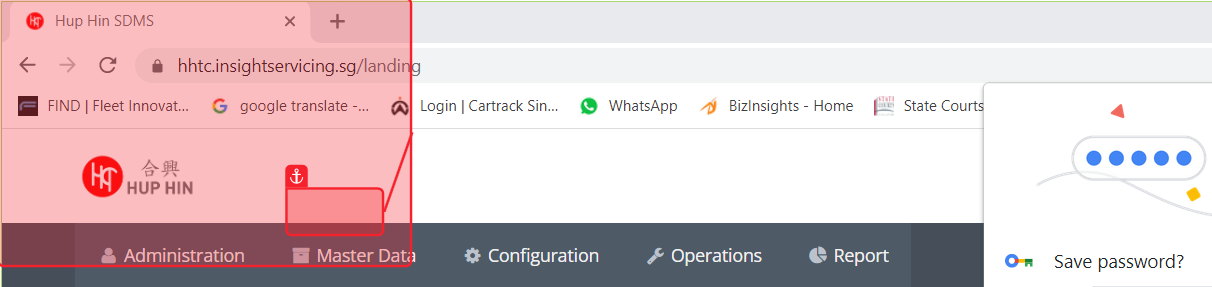 Hup Hin SDMS
hhtc.insightservicing.sg/landing
FIND | Fleet Innovat...
google translate -...
Login | Cartrack Sin...
WhatsApp
BizInsights - Home
State Courts
合興
HUP HIN
Administration
Master Data
Configuration
Operations
Report
Save password?